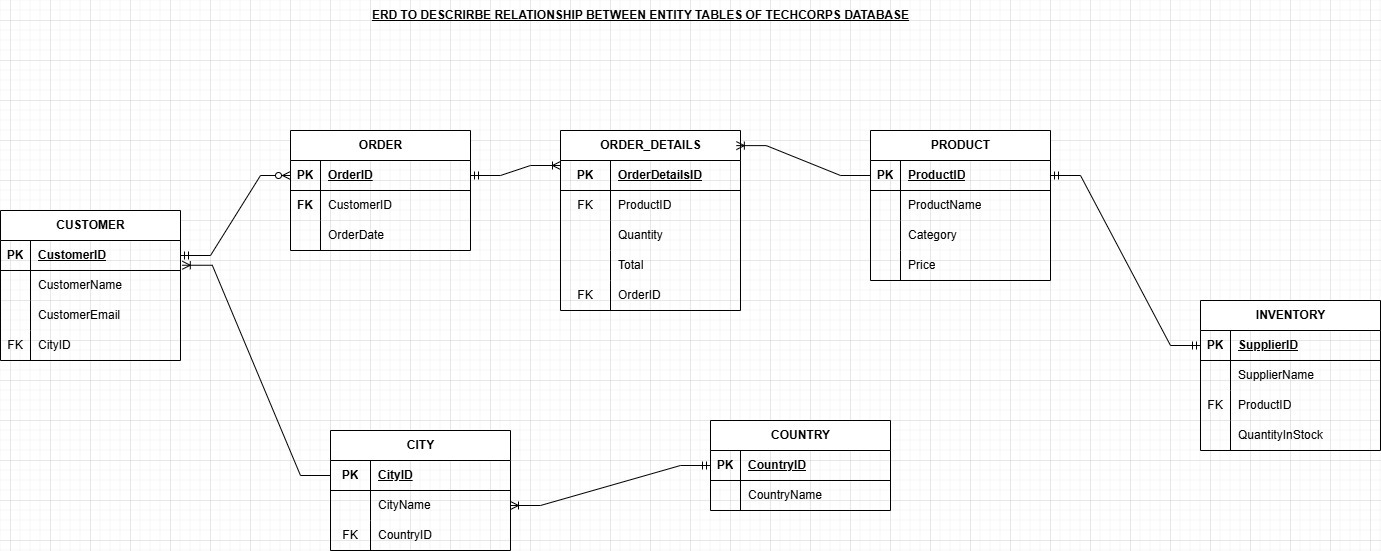 ERD TO DESCRIRBE RELATIONSHIP BETWEEN ENTITY TABLES OF TECHCORPS DATABASE
CUSTOMER
PK CustomerID
CustomerName
CustomerEmail
FK CityID
ORDER
PK OrderID
FK CustomerID
OrderDate
ORDER_DETAILS
PK OrderDetailsID
FK ProductID
Quantity
Total
FK OrderID
PRODUCT
PK ProductID
ProductName
Category
Price
INVENTORY
PK SupplierID
SupplierName
FK ProductID
QuantityInStock
CITY
PK CityID
CityName
FK CountryID
COUNTRY
PK CountryID
CountryName